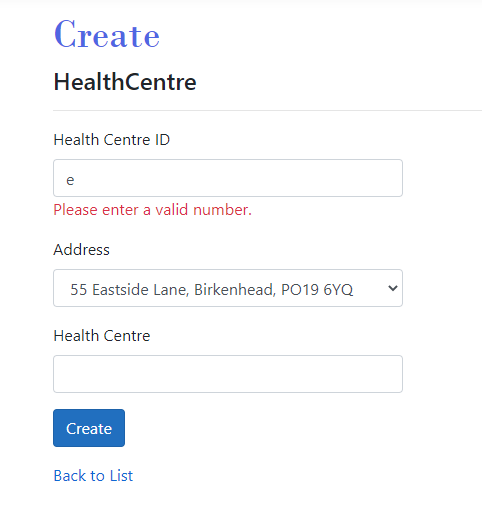 Create
HealthCentre
Health Centre ID
e
Please enter a valid number.
Address
55 Eastside Lane, Birkenhead, PO19 6YQ
Health Centre
Create
Back to List